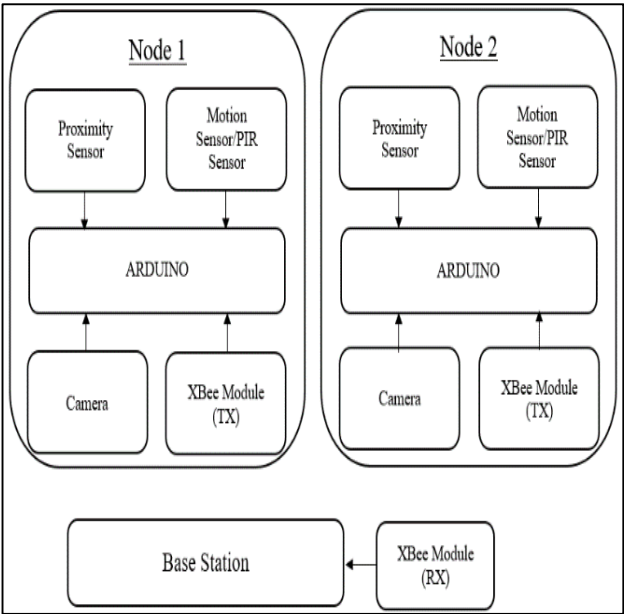 Node 1
Proximity
Sensor
Motion
Sensor/PIR
Sensor
ARDUINO
Camera
XBee Module
(TX)
Node 2
Proximity
Sensor
Motion
Sensor/PIR
Sensor
ARDUINO
Camera
XBee Module
(TX)
Base Station
XBee Module
(RX)